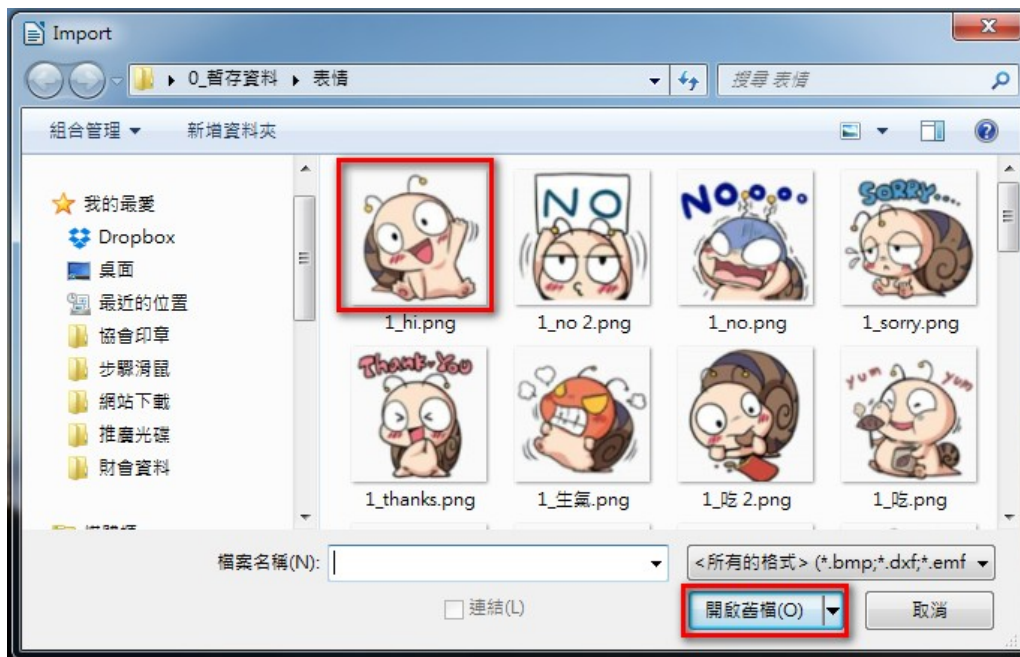 Import
0_暫存資料 表情
搜尋 表情
組合管理
新增資料夾
我的最愛
Dropbox
桌面
最近的位置
協會印章
步驟滑鼠
網站下載
推廣光碟
財會資料
NO
NO...
SORRY...
1_hi.png
1_no 2.png
1_no.png
1_sorry.png
Thank-You
yum
yum
1_thanks.png
1_生氣.png
1_吃 2.png
1_吃.png
檔案名稱(N):
<所有的格式> (*.bmp;*.dxf;*.emf
連結(L)
開啟舊檔(O)
取消